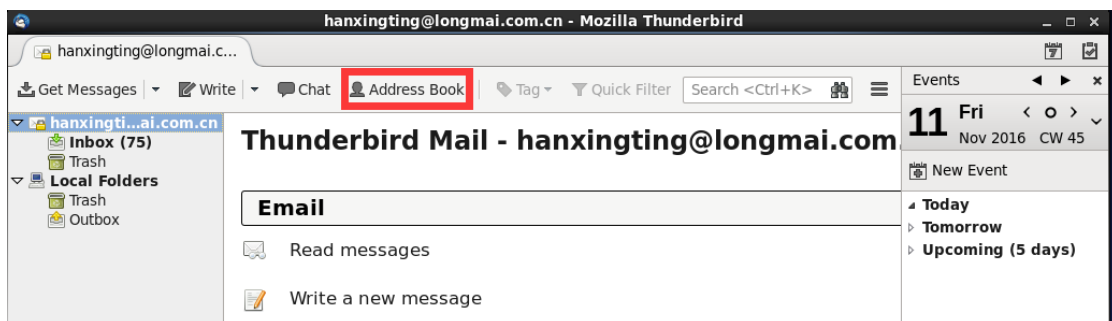 hanxingting@longmai.com.cn - Mozilla Thunderbird
hanxingting@longmai.c...
Get Messages Write Chat Address Book Tag Quick Filter Search <Ctrl+K>
hanxingti...ai.com.cn
Inbox (75)
Trash
Local Folders
Trash
Outbox
Thunderbird Mail - hanxingting@longmai.com.
Email
Read messages
Write a new message
Events
11 Fri
Nov 2016 CW 45
New Event
Today
Tomorrow
Upcoming (5 days)